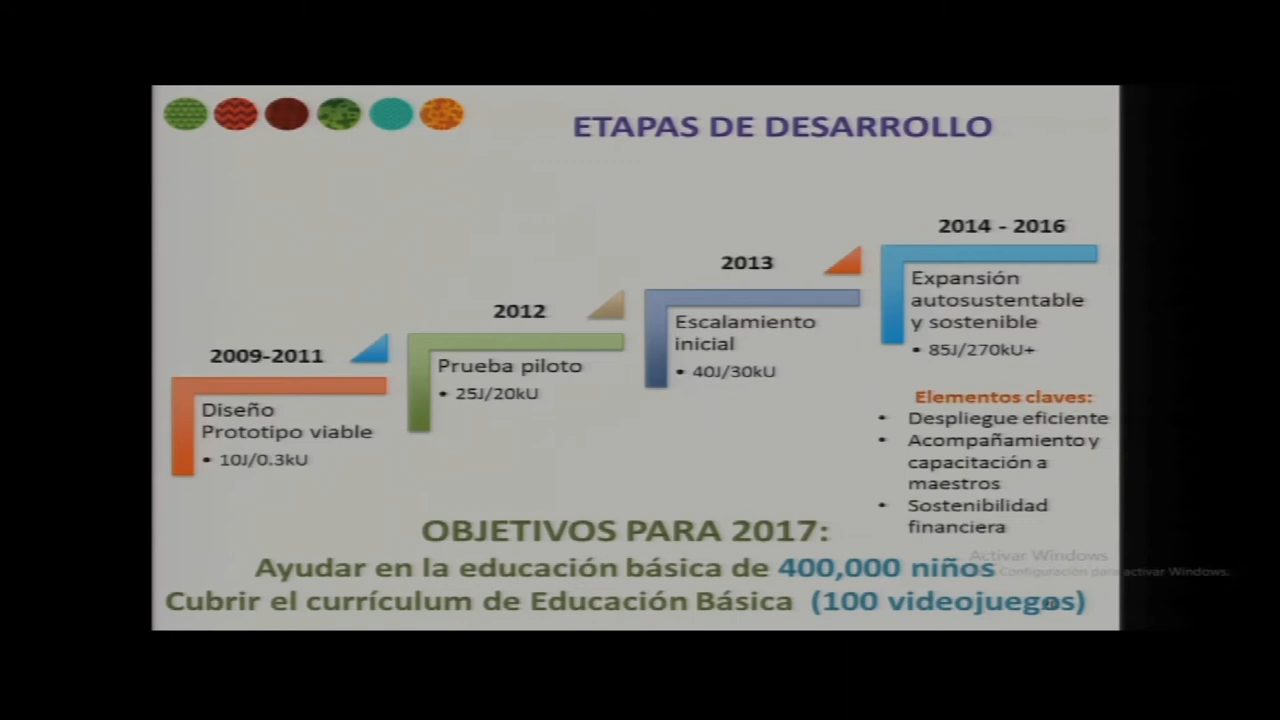 ETAPAS DE DESARROLLO
2009-2011
Diseño
Prototipo viable
• 10J/0.3kU
2012
Prueba piloto
• 25J/20kU
2013
Escalamiento
inicial
• 40J/30kU
2014 - 2016
Expansión
autosustentable
y sostenible
• 85J/270kU+
Elementos claves:
• Despliegue eficiente
• Acompañamiento y
capacitación a
maestros
• Sostenibilidad
financiera
OBJETIVOS PARA 2017:
Ayudar en la educación básica de 400,000 niños
Cubrir el currículum de Educación Básica (100 videojuegos)
Activar Windows
Configuración para activar Windows.